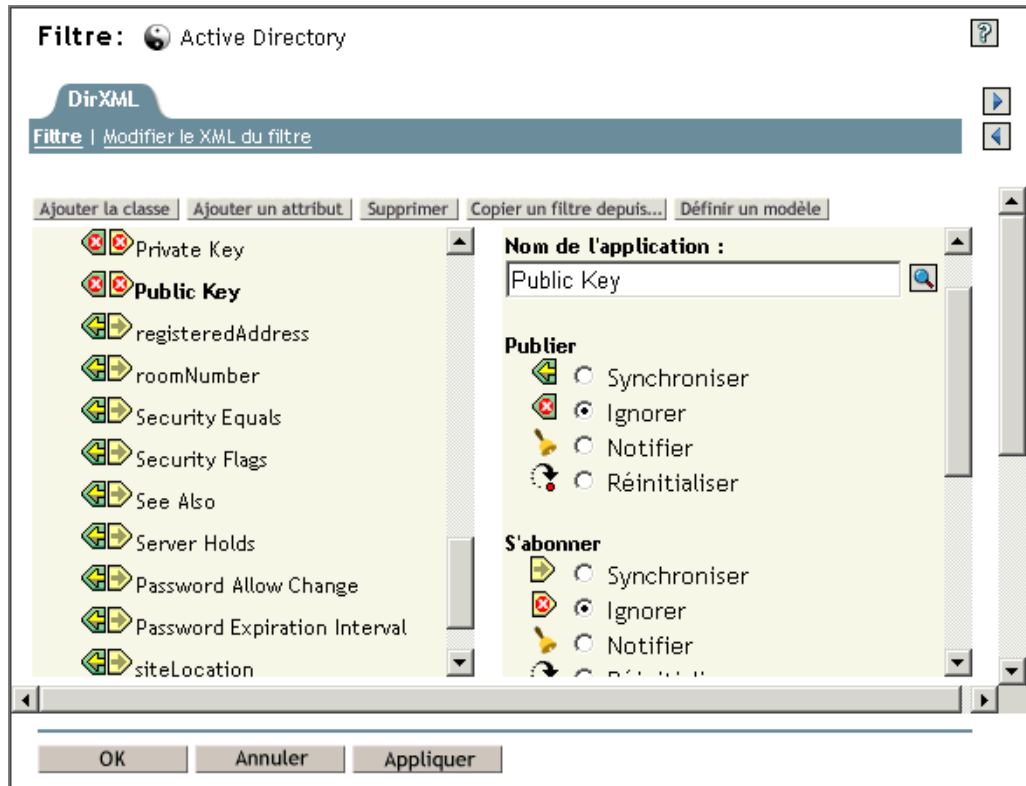 Filtre: Active Directory
DirXML
Filtre | Modifier le XML du filtre
Ajouter la classe Ajouter un attribut Supprimer Copier un filtre depuis... Définir un modèle
Private Key
Public Key
registeredAddress
roomNumber
Security Equals
Security Flags
See Also
Server Holds
Password Allow Change
Password Expiration Interval
siteLocation
Nom de l'application :
Public Key
Publier
Synchroniser
Ignorer
Notifier
Réinitialiser
S'abonner
Synchroniser
Ignorer
Notifier
OK Annuler Appliquer